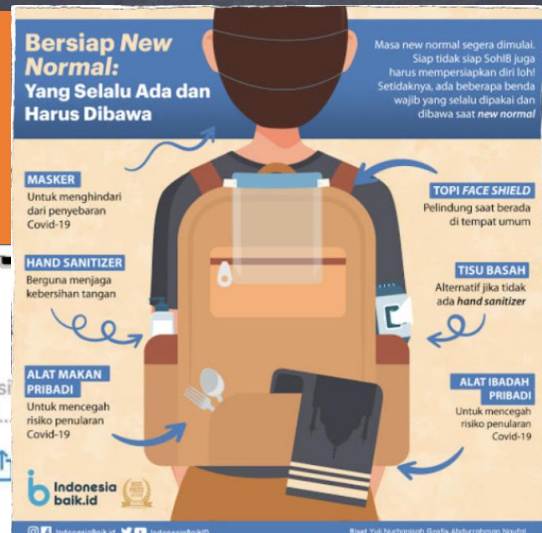 Bersiap New
Normal:
Yang Selalu Ada dan
Harus Dibawa
Masa new normal segera dimulai.
Siap tidak siap SohIB juga
harus mempersiapkan diri loh!
Setidaknya, ada beberapa benda
wajib yang selalu dipakai dan
dibawa saat new normal
MASKER
Untuk menghindari
dari penyebaran
Covid-19
TOPI FACE SHIELD
Pelindung saat berada
di tempat umum
HAND SANITIZER
Berguna menjaga
kebersihan tangan
TISU BASAH
Alternatif jika tidak
ada hand sanitizer
ALAT MAKAN
PRIBADI
Untuk mencegah
risiko penularan
Covid-19
ALAT IBADAH
PRIBADI
Untuk mencegah
risiko penularan
Covid-19
Indonesia
baik.id